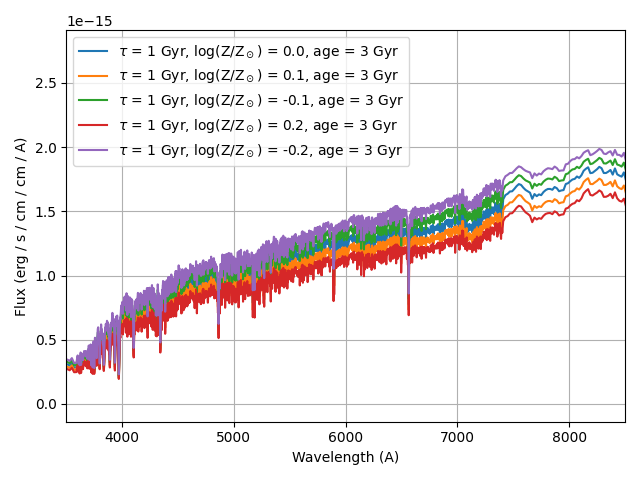 1e−15
τ = 1 Gyr, log(Z/Z⊙) = 0.0, age = 3 Gyr
τ = 1 Gyr, log(Z/Z⊙) = 0.1, age = 3 Gyr
τ = 1 Gyr, log(Z/Z⊙) = -0.1, age = 3 Gyr
τ = 1 Gyr, log(Z/Z⊙) = 0.2, age = 3 Gyr
τ = 1 Gyr, log(Z/Z⊙) = -0.2, age = 3 Gyr
2.5
2.0
1.5
1.0
0.5
0.0
Flux (erg / s / cm / cm / A)
4000 5000 6000 7000 8000
Wavelength (A)